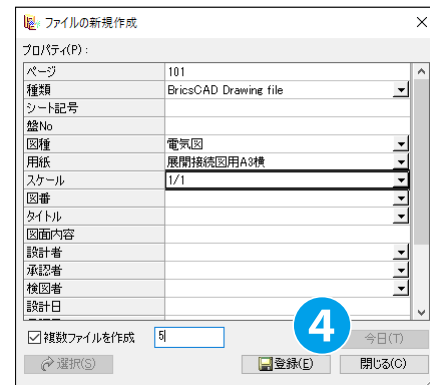 ファイルの新規作成
プロパティ(P):
ページ 101
種類 BricsCAD Drawing file
シート記号
盤No
図種 電気図
用紙 展開接続図用A3横
スケール 1/1
図番
タイトル
図面内容
設計者
承認者
検図者
設計日
複数ファイルを作成 5
4
今日(T)
選択(S) 登録(E) 閉じる(C)